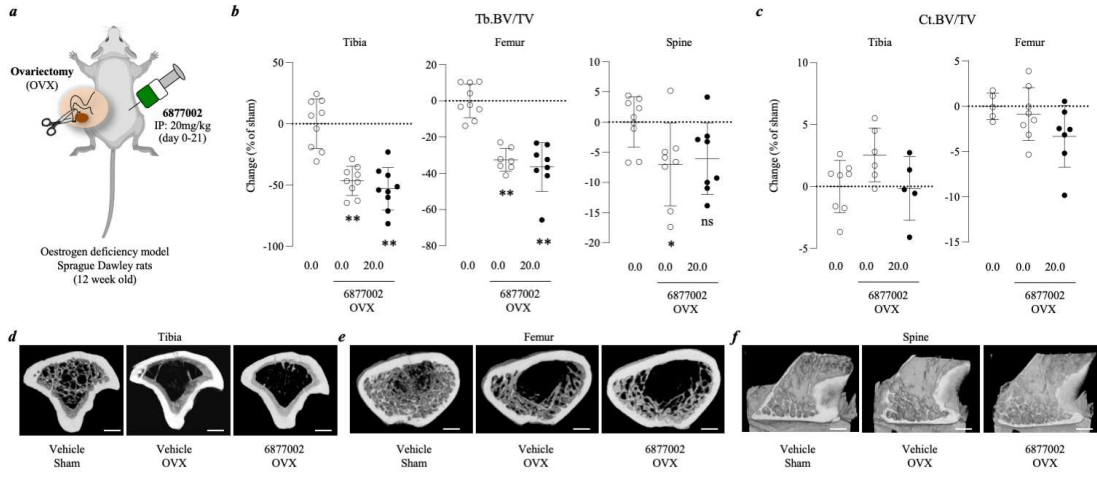 a
Ovariectomy
(OVX)
6877002
IP: 20mg/kg
(day 0-21)
Oestrogen deficiency model
Sprague Dawley rats
(12 week old)
b
Tb.BV/TV
Tibia
Femur
Spine
Change (% of sham)
50
0
-50
-100
**
**
0.0 0.0 20.0
6877002
OVX
20
0
-20
-40
-60
-80
**
**
0.0 0.0 20.0
6877002
OVX
10
5
0
-5
-10
-15
-20
*
ns
0.0 0.0 20.0
6877002
OVX
c
Ct.BV/TV
Tibia
Femur
Change (% of sham)
10
5
0
-5
0.0 0.0 20.0
6877002
OVX
5
0
-5
-10
-15
0.0 0.0 20.0
6877002
OVX
d
Tibia
Vehicle
Sham
Vehicle
OVX
6877002
OVX
e
Femur
Vehicle
Sham
Vehicle
OVX
6877002
OVX
f
Spine
Vehicle
Sham
Vehicle
OVX
6877002
OVX